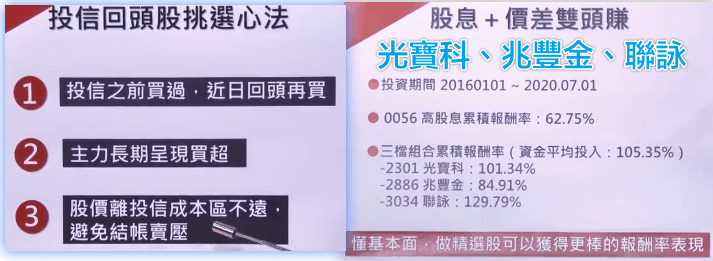 投信回頭股挑選心法
1 投信之前買過，近日回頭再買
2 主力長期呈現買超
3 股價離投信成本區不遠，
避免結帳賣壓
股息＋價差雙頭賺
光寶科、兆豐金、聯詠
投資期間 20160101 ~ 2020.07.01
0056 高股息累積報酬率：62.75%
三檔組合累積報酬率（資金平均投入：105.35%）
-2301 光寶科：101.34%
-2886 兆豐金：84.91%
-3034 聯詠：129.79%
懂基本面，做精選股可以獲得更棒的報酬率表現